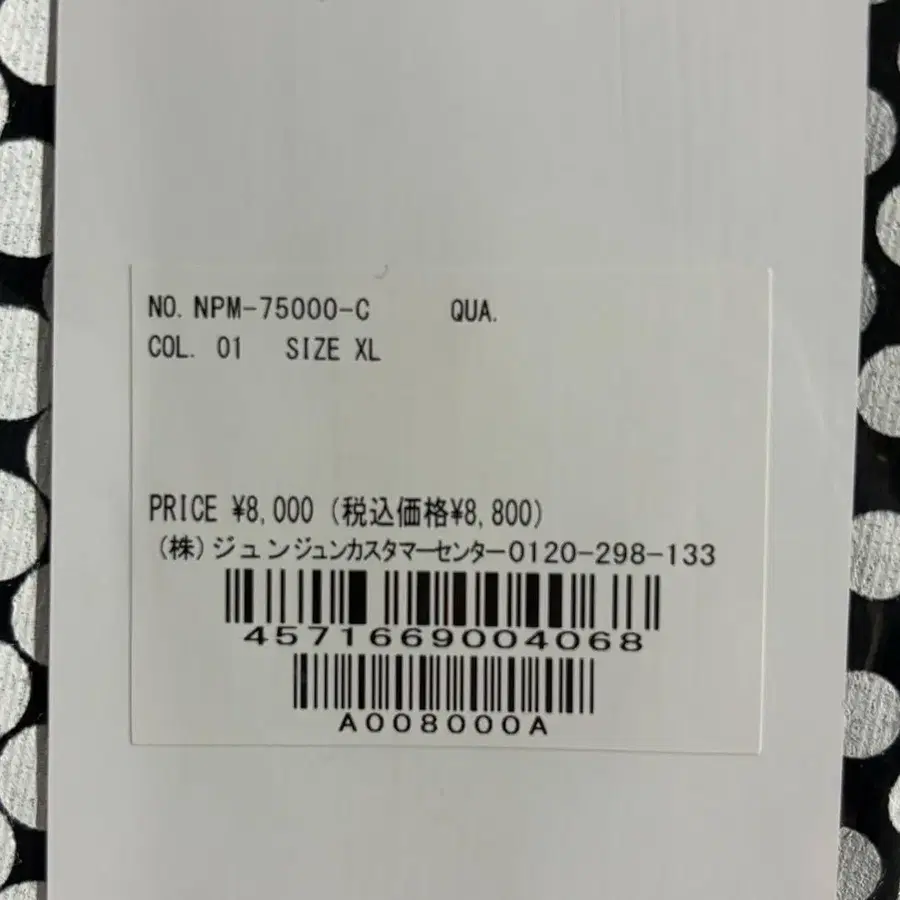 NO. NPM-75000-C QUA.
COL. 01 SIZE XL
PRICE ¥8,000 (税込価格¥8,800)
(株)ジュンジュンカスタマーセンター0120-298-133
4571669004068
A008000A